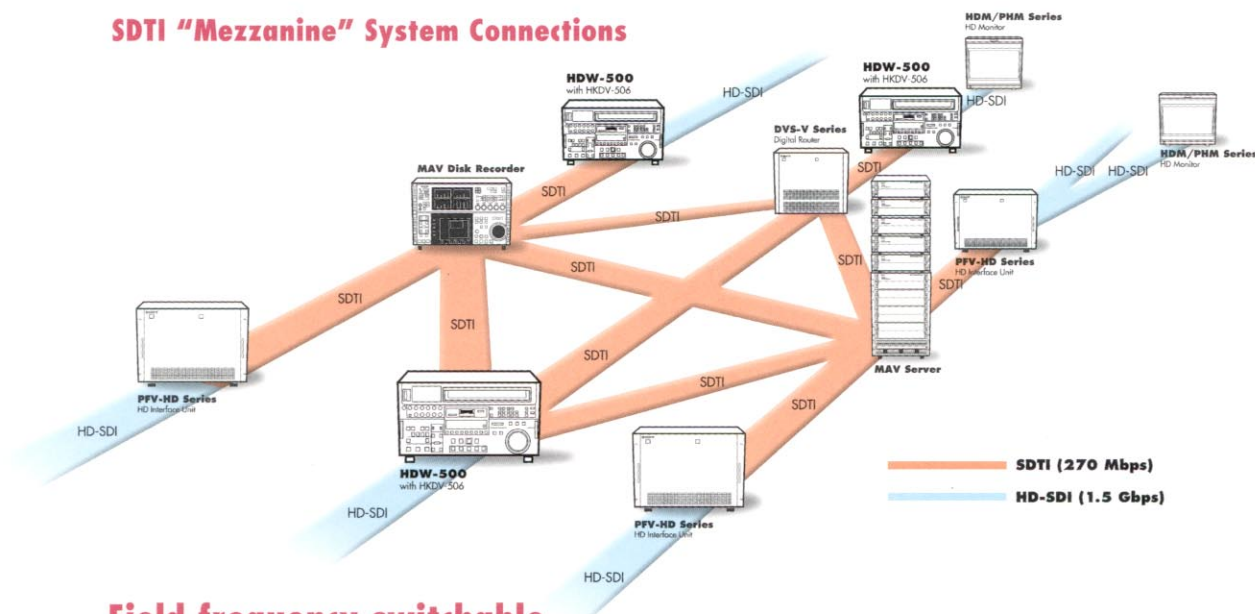 SDTI “Mezzanine” System Connections
HDM/PHM Series
HD Monitor
HDW-500
with HKDV-506
HD-SDI
HDW-500
with HKDV-506
HD-SDI
DVS-V Series
Digital Router
HDM/PHM Series
HD Monitor
MAV Disk Recorder
SDTI
SDTI
SDTI
HD-SDI
HD-SDI
SDTI
SDTI
PFV-HD Series
HD Interface Unit
SDTI
SDTI
SDTI
SDTI
SDTI
MAV Server
PFV-HD Series
HD Interface Unit
SDTI
HD-SDI
HDW-500
with HKDV-506
SDTI (270 Mbps)
HD-SDI (1.5 Gbps)
HD-SDI
PFV-HD Series
HD Interface Unit
HD-SDI
Field frequency switchable